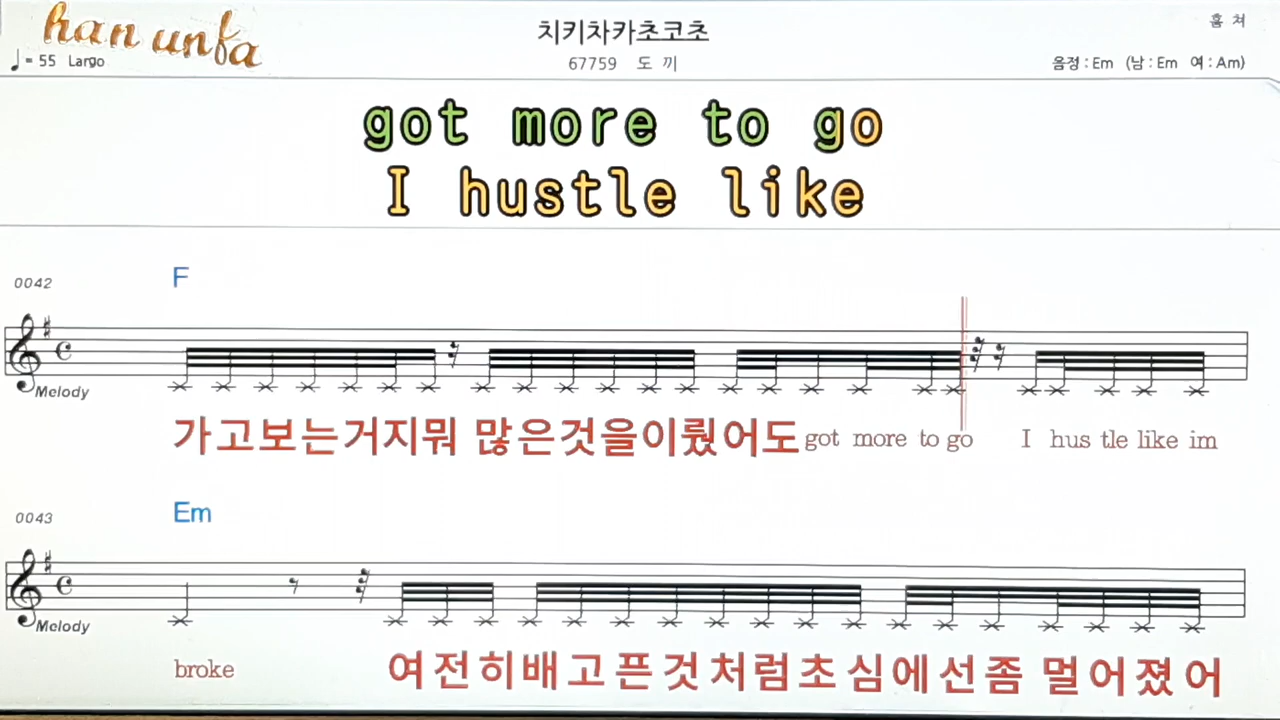 han unfa
치키차카초코초
훔 쳐
♩= 55 Largo
67759 도 끼
음정 : Em (남 : Em 여 : Am)
got more to go
I hustle like
F
0042
Melody
가고보는거지뭐 많은것을이뤘어도 got more to go I hus tle like im
Em
0043
Melody
broke 여전히배고픈것처럼초심에선좀 멀어졌어